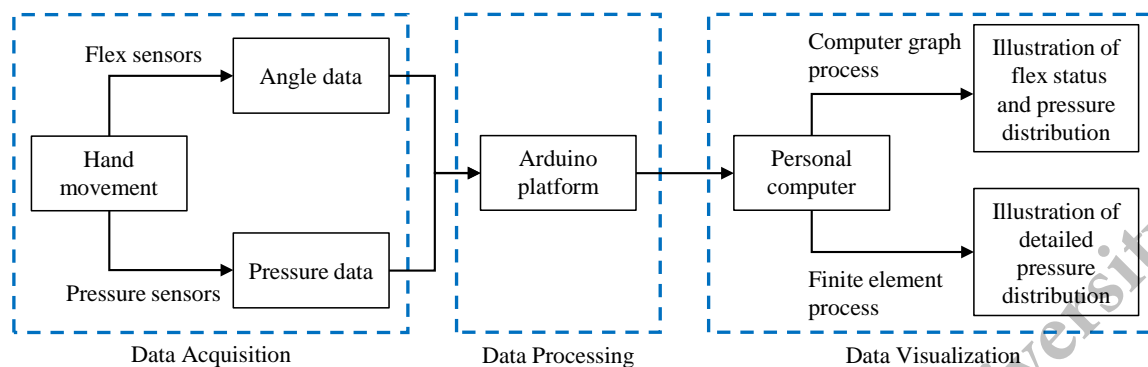 Flex sensors
Angle data
Hand
movement
Pressure data
Pressure sensors
Data Acquisition
Arduino
platform
Data Processing
Computer graph
process
Illustration of
flex status
and pressure
distribution
Personal
computer
Illustration of
detailed
pressure
distribution
Finite element
process
Data Visualization